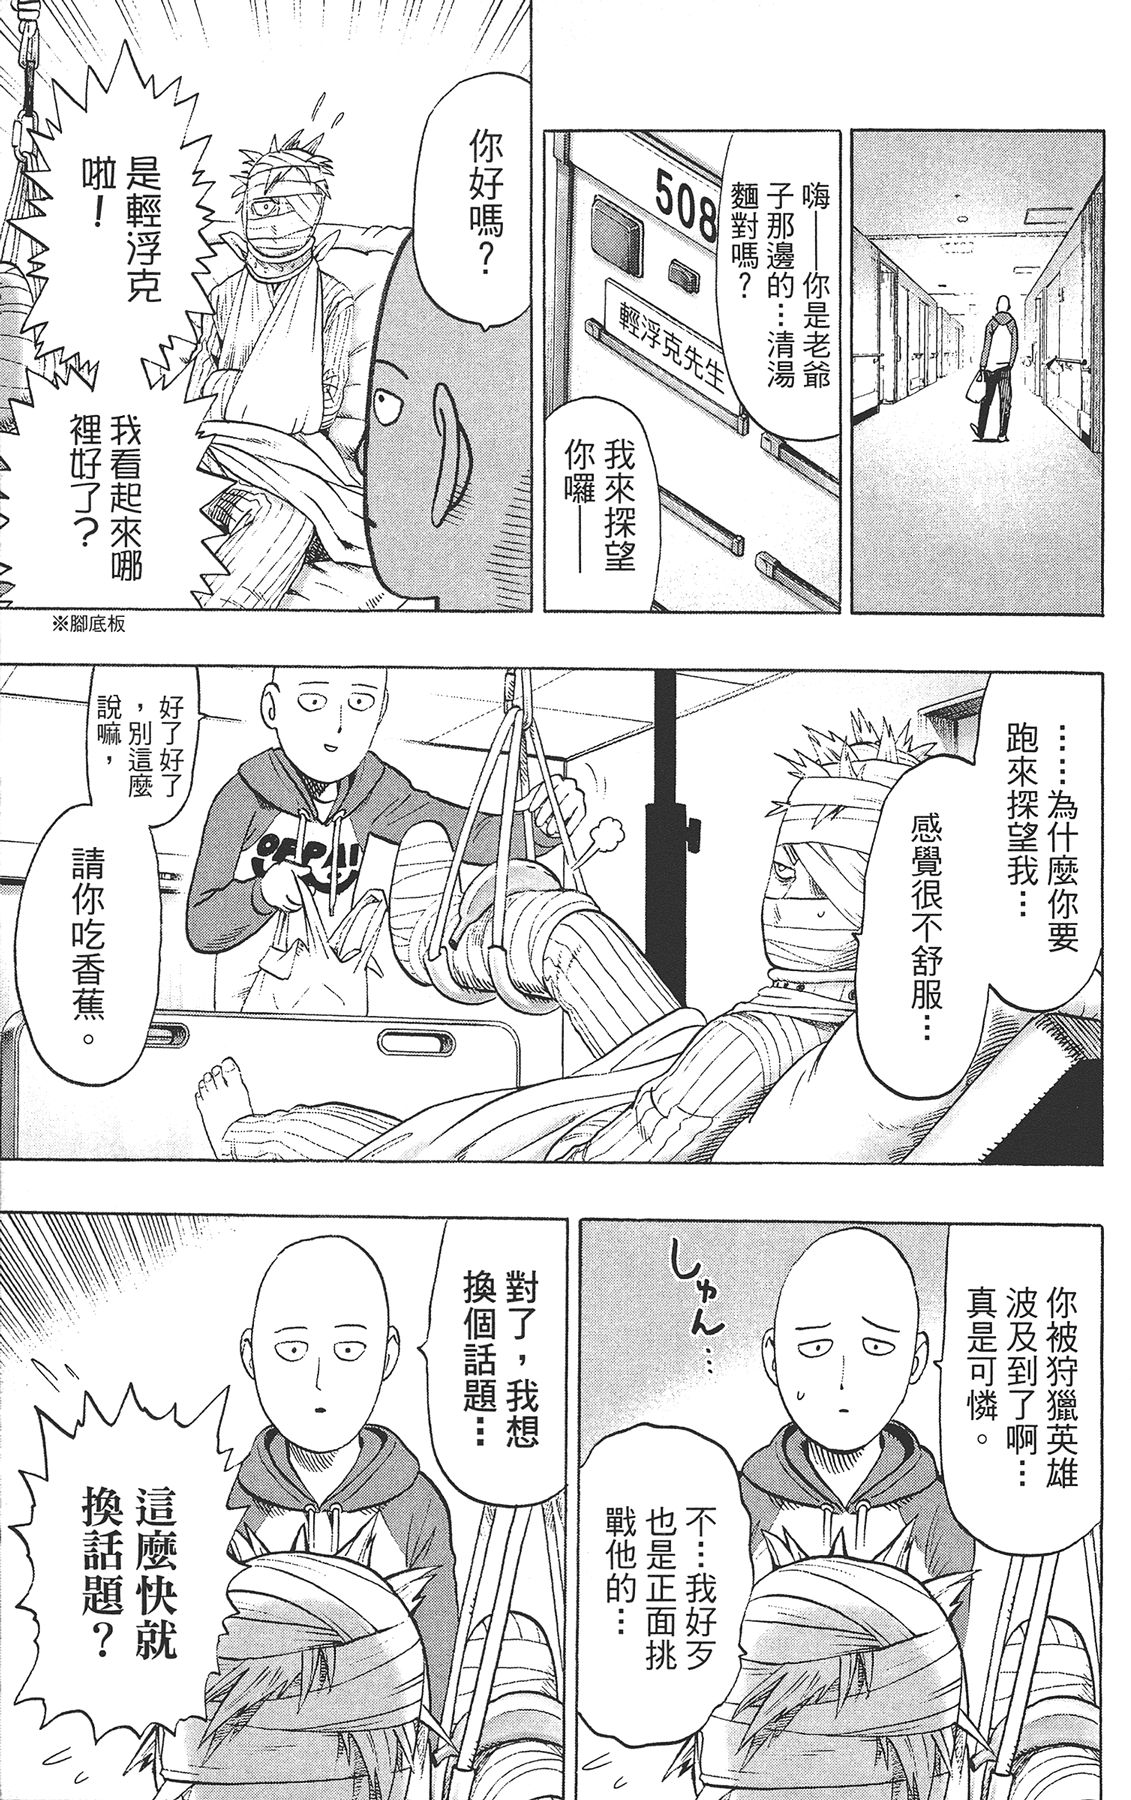 嗨——你是老爺
子那邊的…清湯
麵對嗎？
508
輕浮克先生
我來探望
你囉——
你好嗎？
是輕浮克
啦！
我看起來哪
裡好了？
※腳底板
……為什麼你要
跑來探望我…
感覺很不舒服…
好了好了
，別這麼
說嘛，
OPPAI
請你吃香蕉。
你被狩獵英雄
波及到了啊…
真是可憐。
しゅん…
不…我好歹
也是正面挑
戰他的…
對了，我想
換個話題…
這麼快就
換話題？